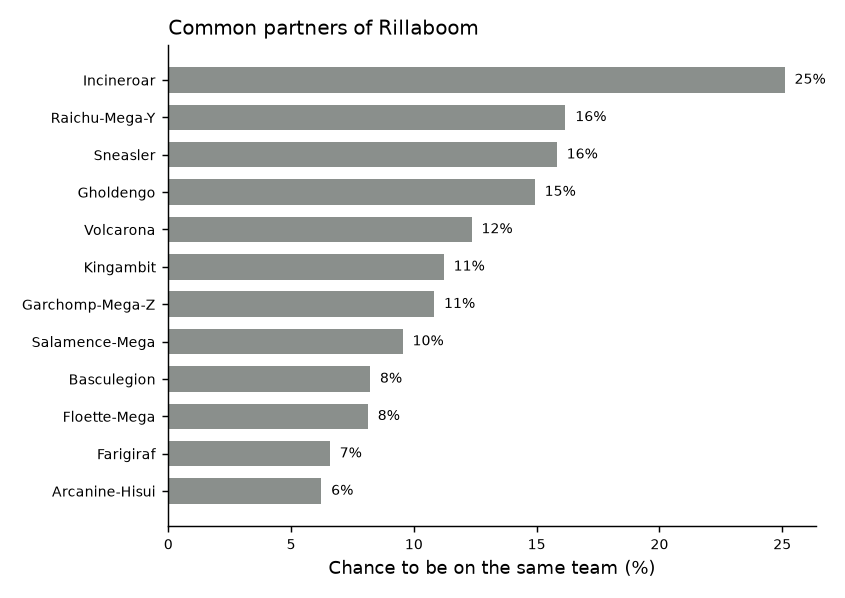 Common partners of Rillaboom
Incineroar 25%
Raichu-Mega-Y 16%
Sneasler 16%
Gholdengo 15%
Volcarona 12%
Kingambit 11%
Garchomp-Mega-Z 11%
Salamence-Mega 10%
Basculegion 8%
Floette-Mega 8%
Farigiraf 7%
Arcanine-Hisui 6%
0 5 10 15 20 25
Chance to be on the same team (%)